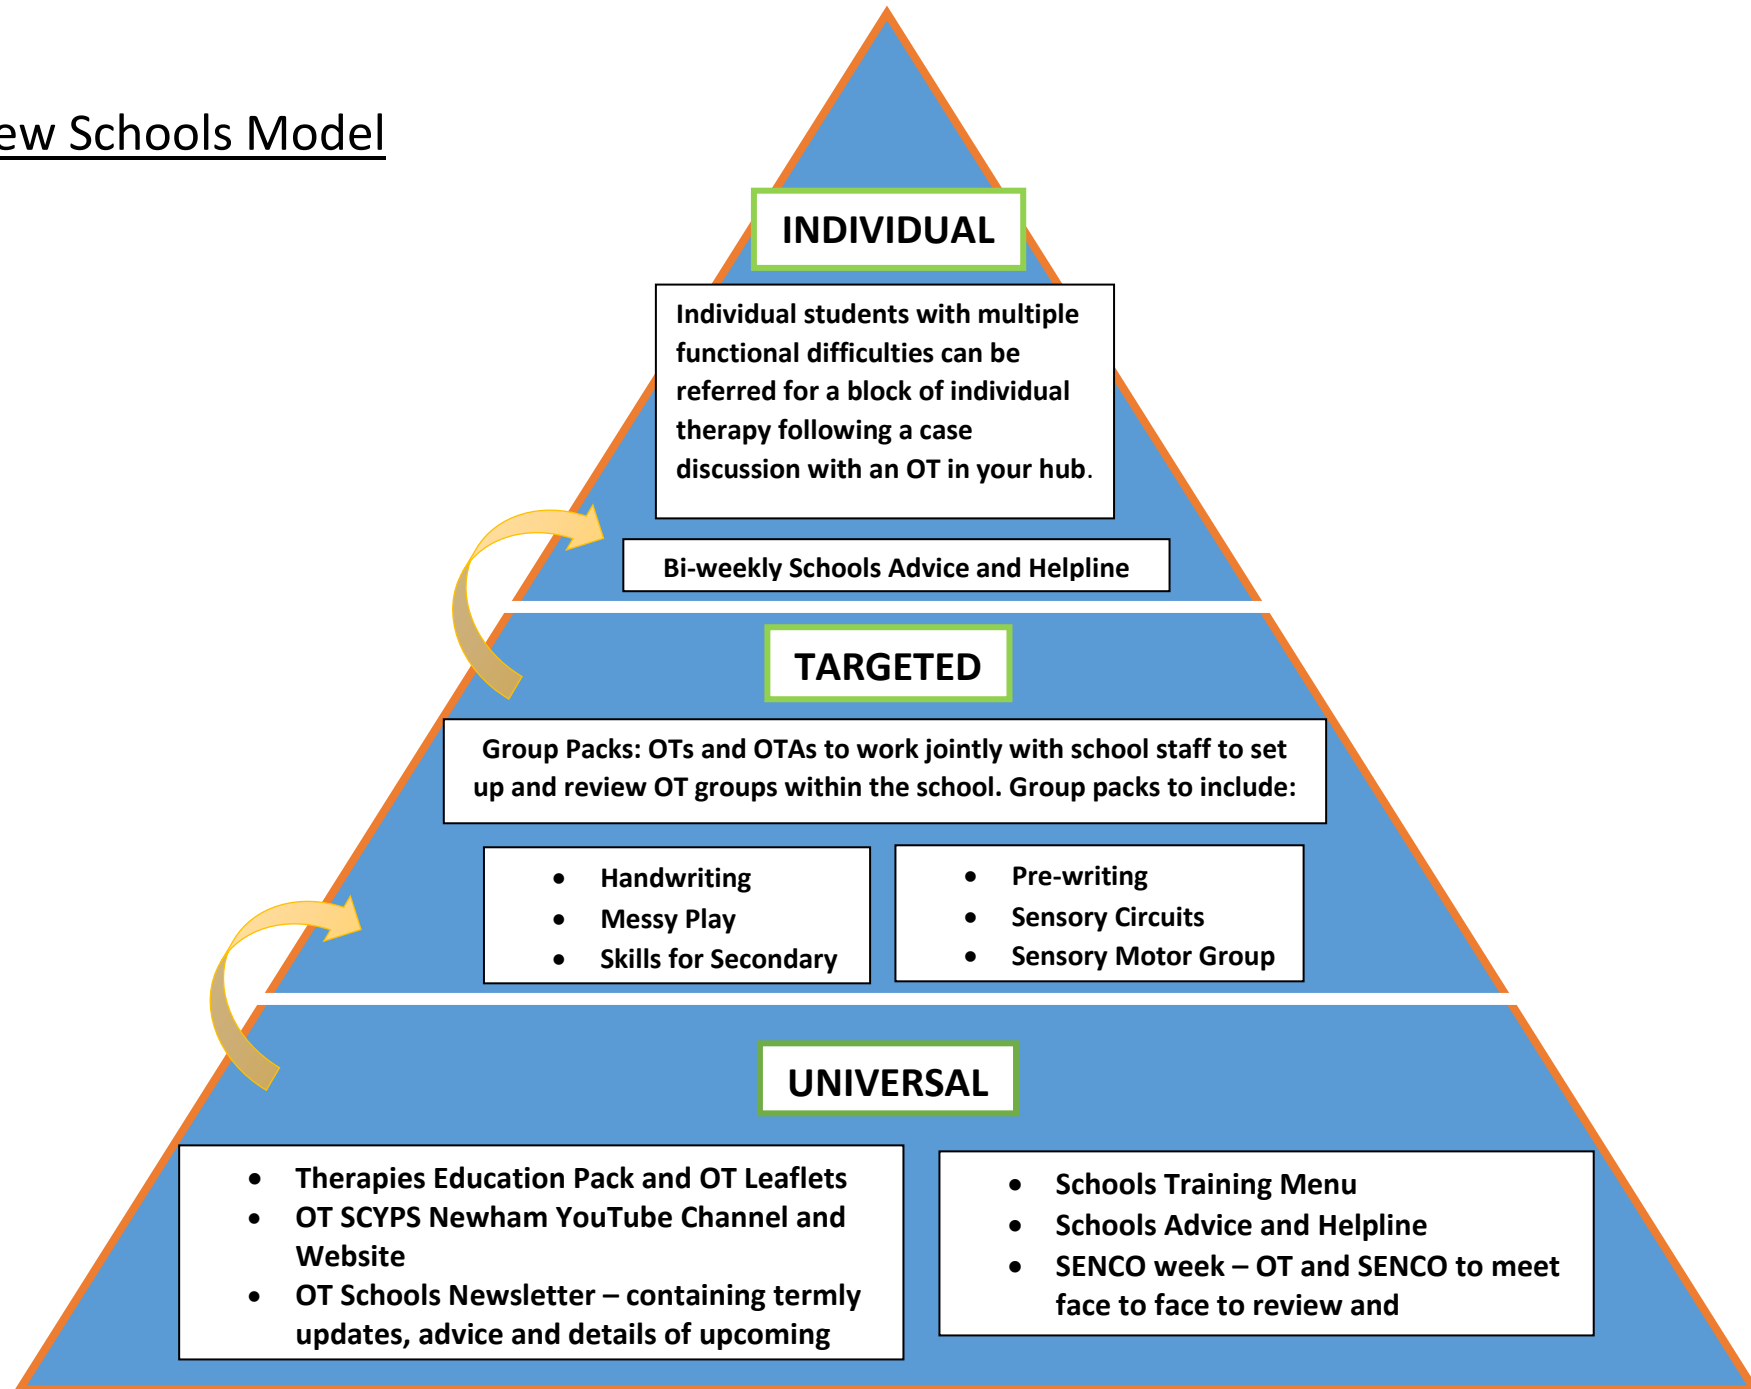 ew Schools Model
INDIVIDUAL
Individual students with multiple
functional difficulties can be
referred for a block of individual
therapy following a case
discussion with an OT in your hub.
Bi-weekly Schools Advice and Helpline
TARGETED
Group Packs: OTs and OTAs to work jointly with school staff to set
up and review OT groups within the school. Group packs to include:
• Handwriting
• Messy Play
• Skills for Secondary
• Pre-writing
• Sensory Circuits
• Sensory Motor Group
UNIVERSAL
• Therapies Education Pack and OT Leaflets
• OT SCYPS Newham YouTube Channel and
Website
• OT Schools Newsletter – containing termly
updates, advice and details of upcoming
• Schools Training Menu
• Schools Advice and Helpline
• SENCO week – OT and SENCO to meet
face to face to review and